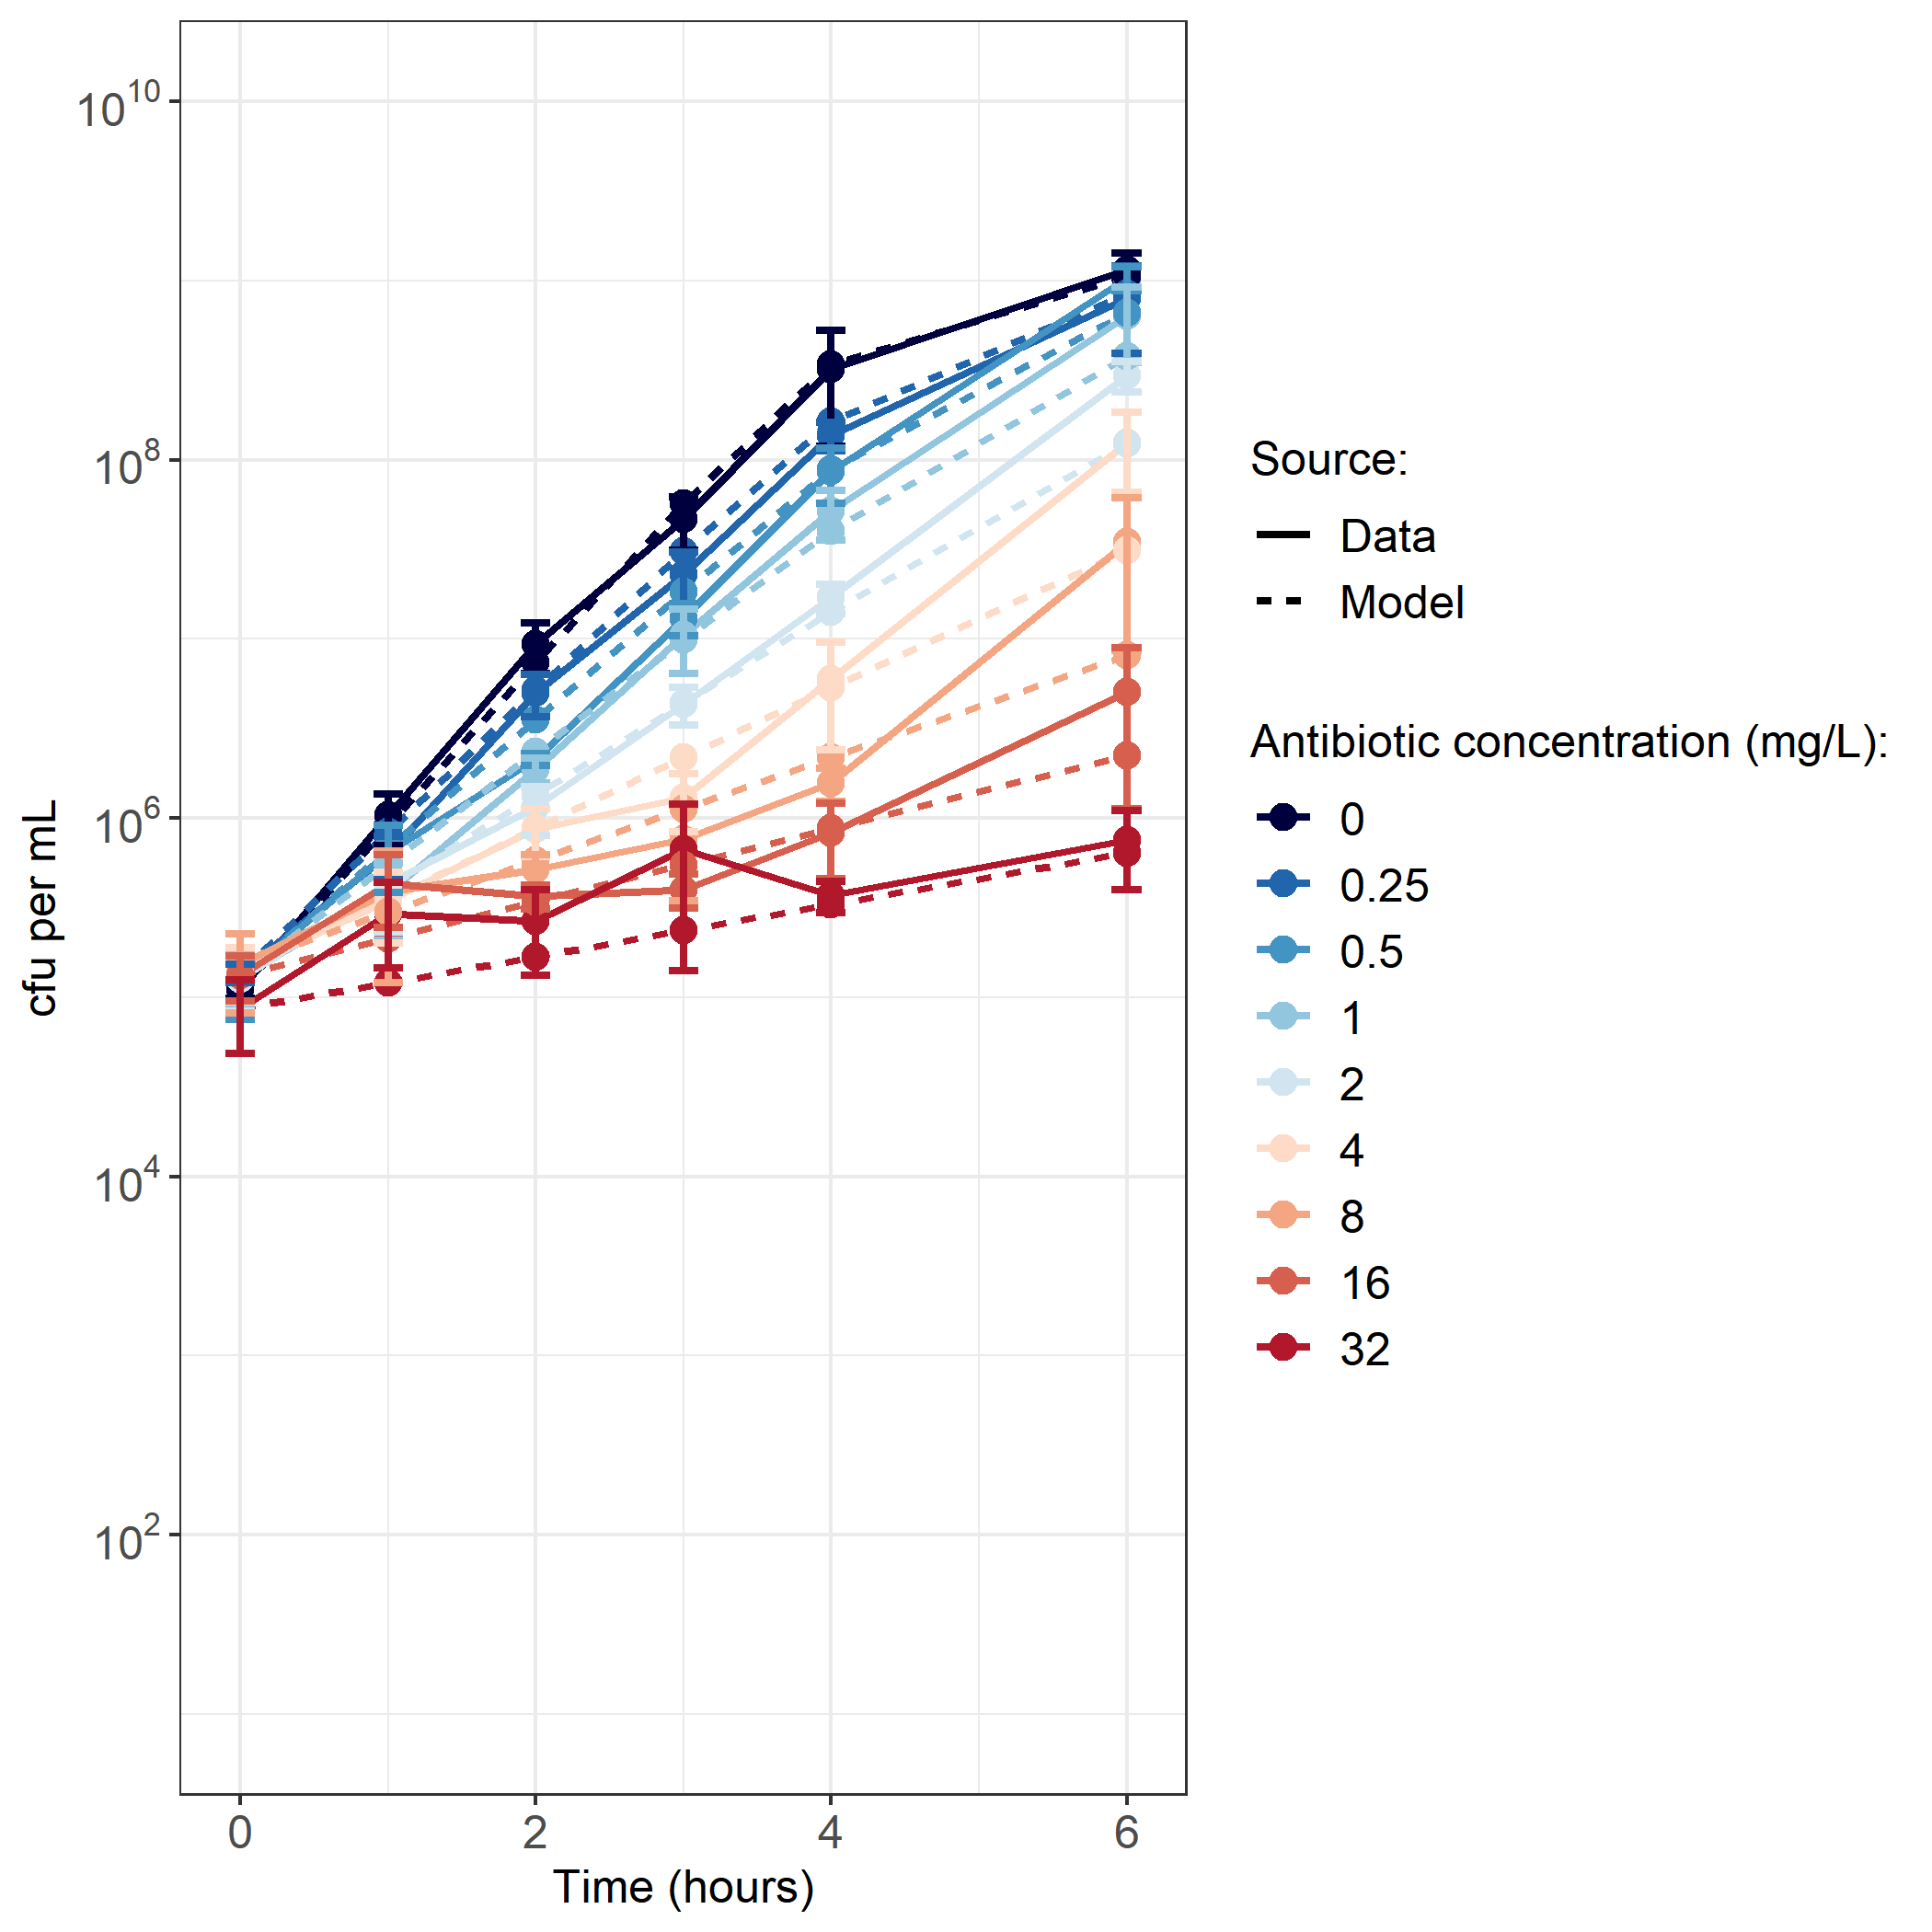 10^10
10^8
10^6
10^4
10^2
cfu per mL
0 2 4 6
Time (hours)
Source:
Data
Model
Antibiotic concentration (mg/L):
0
0.25
0.5
1
2
4
8
16
32